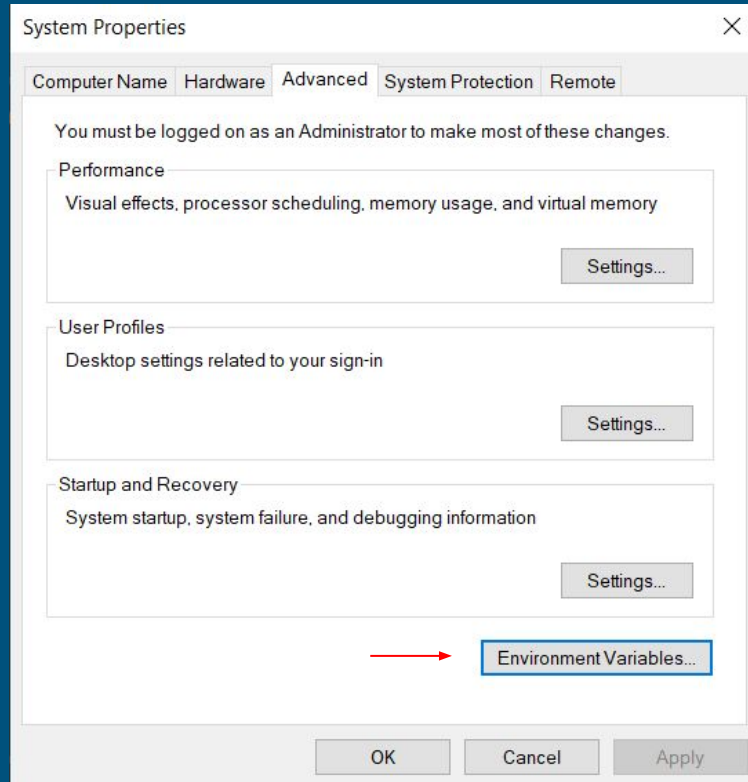 System Properties
Computer Name Hardware Advanced System Protection Remote
You must be logged on as an Administrator to make most of these changes.
Performance
Visual effects, processor scheduling, memory usage, and virtual memory
Settings...
User Profiles
Desktop settings related to your sign-in
Settings...
Startup and Recovery
System startup, system failure, and debugging information
Settings...
Environment Variables...
OK Cancel Apply